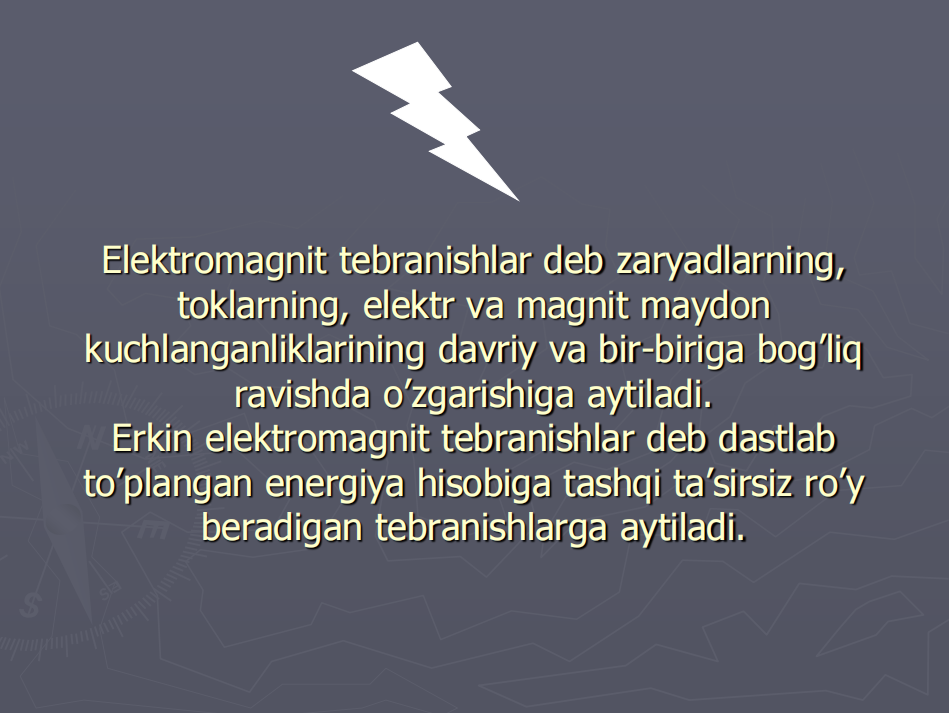 Elektromagnit tebranishlar deb zaryadlarning,
toklarning, elektr va magnit maydon
kuchlanganliklarining davriy va bir-biriga bog’liq
ravishda o’zgarishiga aytiladi.
Erkin elektromagnit tebranishlar deb dastlab
to’plangan energiya hisobiga tashqi ta’sirsiz ro’y
beradigan tebranishlarga aytiladi.
N
E
SE
S